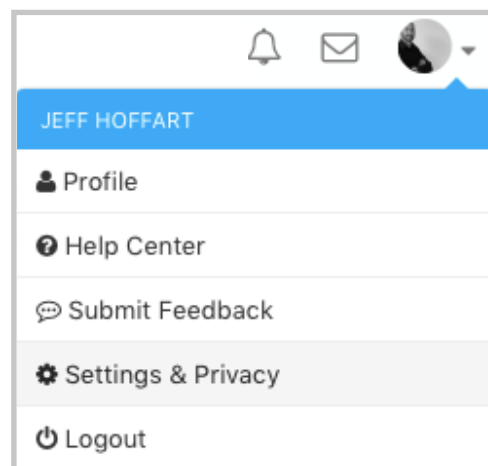 JEFF HOFFART
Profile
Help Center
Submit Feedback
Settings & Privacy
Logout